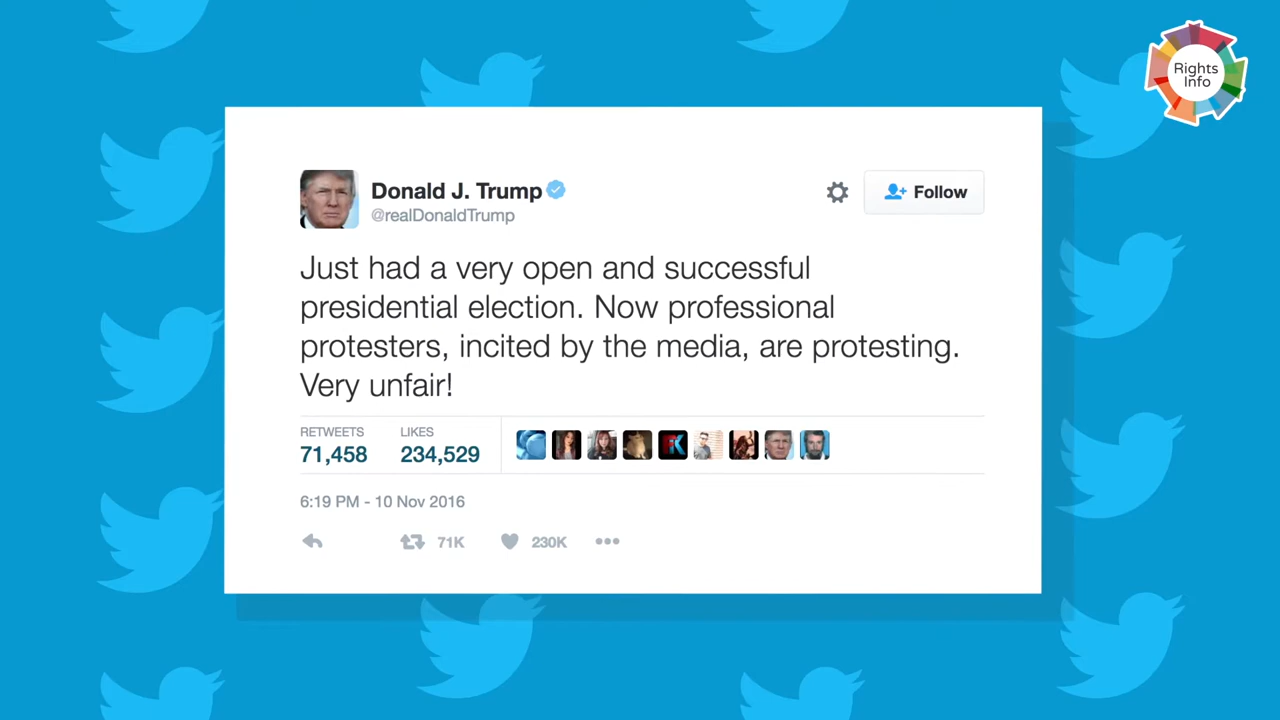 Rights
Info
Donald J. Trump
@realDonaldTrump
Follow
Just had a very open and successful
presidential election. Now professional
protesters, incited by the media, are protesting.
Very unfair!
RETWEETS LIKES
71,458 234,529
6:19 PM - 10 Nov 2016
71K 230K